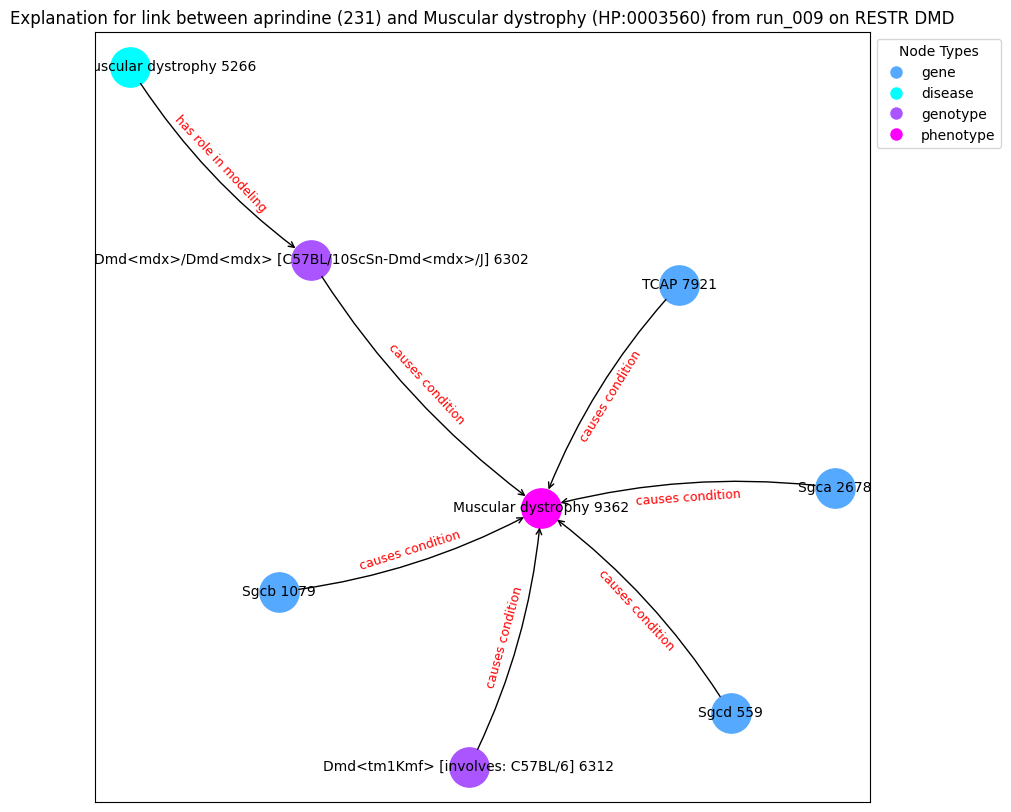 Explanation for link between aprindine (231) and Muscular dystrophy (HP:0003560) from run_009 on RESTR DMD
Node Types
gene
disease
genotype
phenotype
uscular dystrophy 5266
has role in modeling
Dmd<mdx>/Dmd<mdx> [C57BL/10ScSn-Dmd<mdx>/J] 6302
TCAP 7921
causes condition
causes condition
Sgca 2678
causes condition
Muscular dystrophy 9362
causes condition
Sgcb 1079
causes condition
causes condition
Sgcd 559
Dmd<tm1Kmf> [involves: C57BL/6] 6312